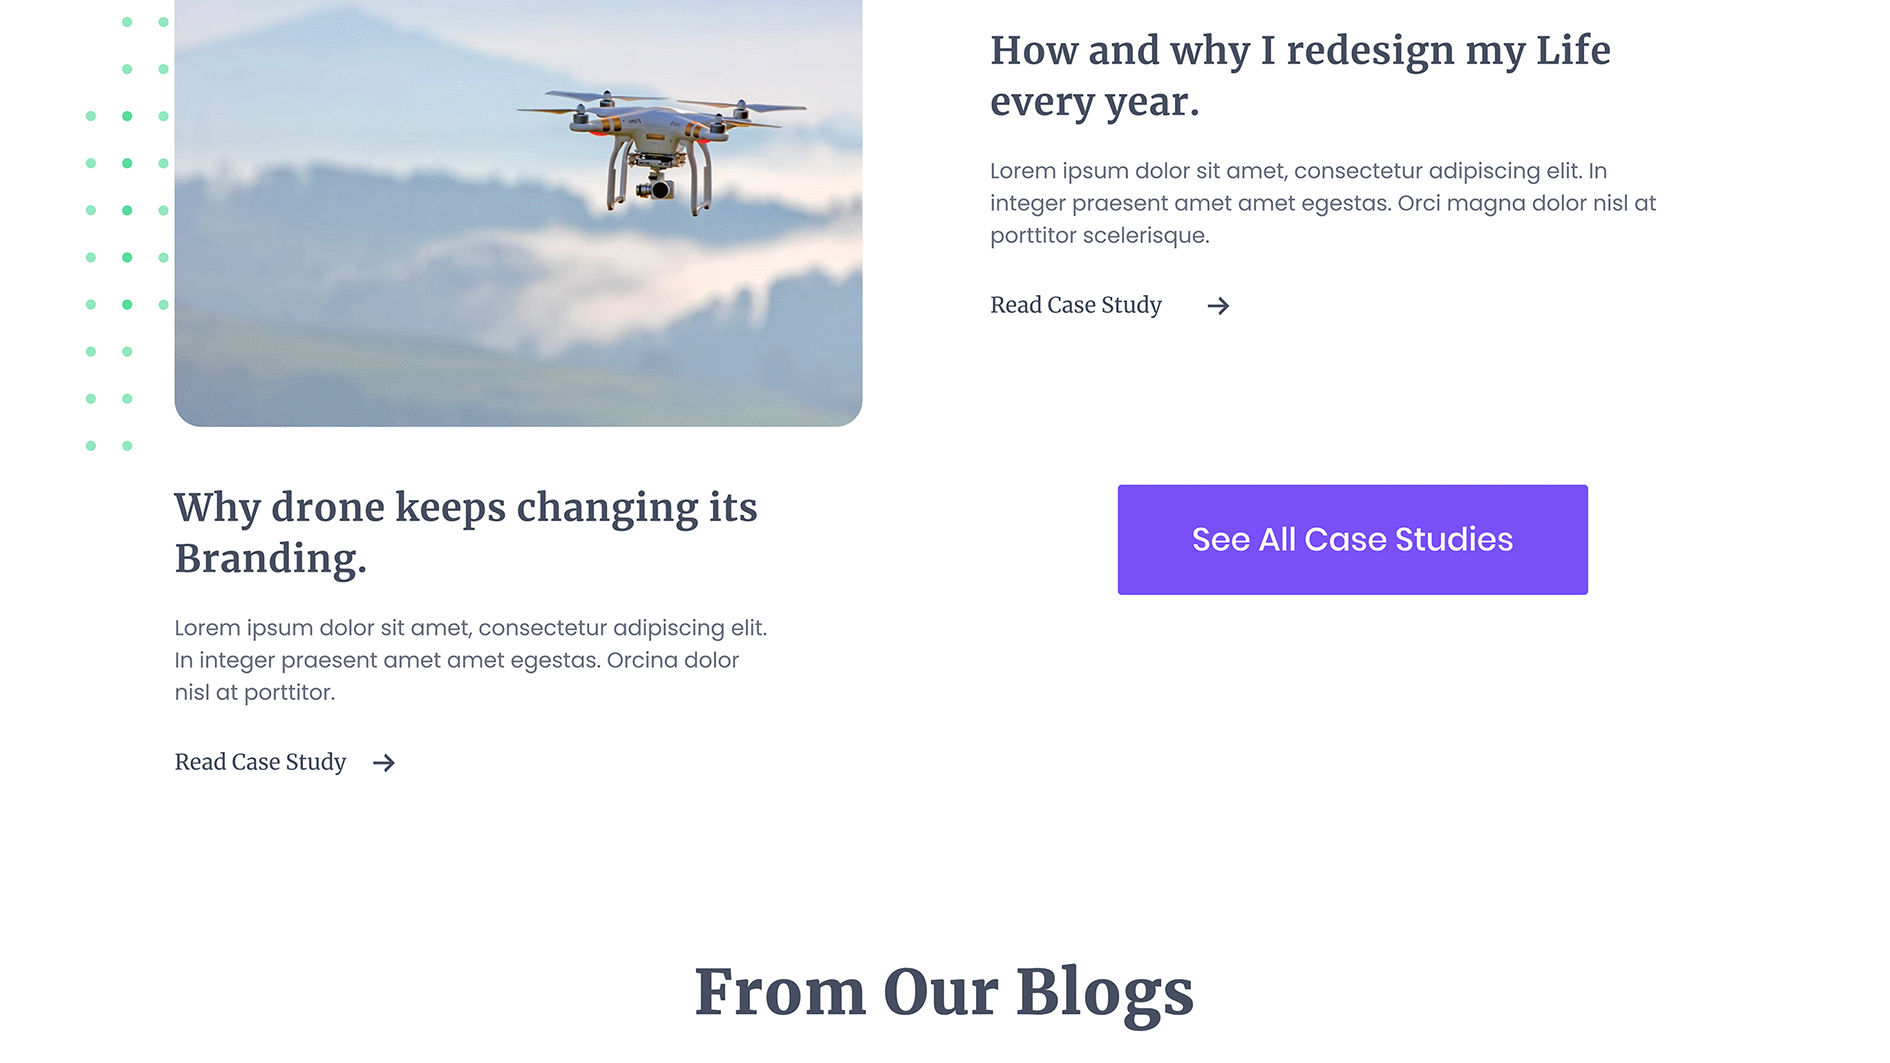 How and why I redesign my Life
every year.
Lorem ipsum dolor sit amet, consectetur adipiscing elit. In
integer praesent amet amet egestas. Orci magna dolor nisl at
porttitor scelerisque.
Read Case Study
Why drone keeps changing its
Branding.
Lorem ipsum dolor sit amet, consectetur adipiscing elit.
In integer praesent amet amet egestas. Orcina dolor
nisl at porttitor.
Read Case Study
See All Case Studies
From Our Blogs